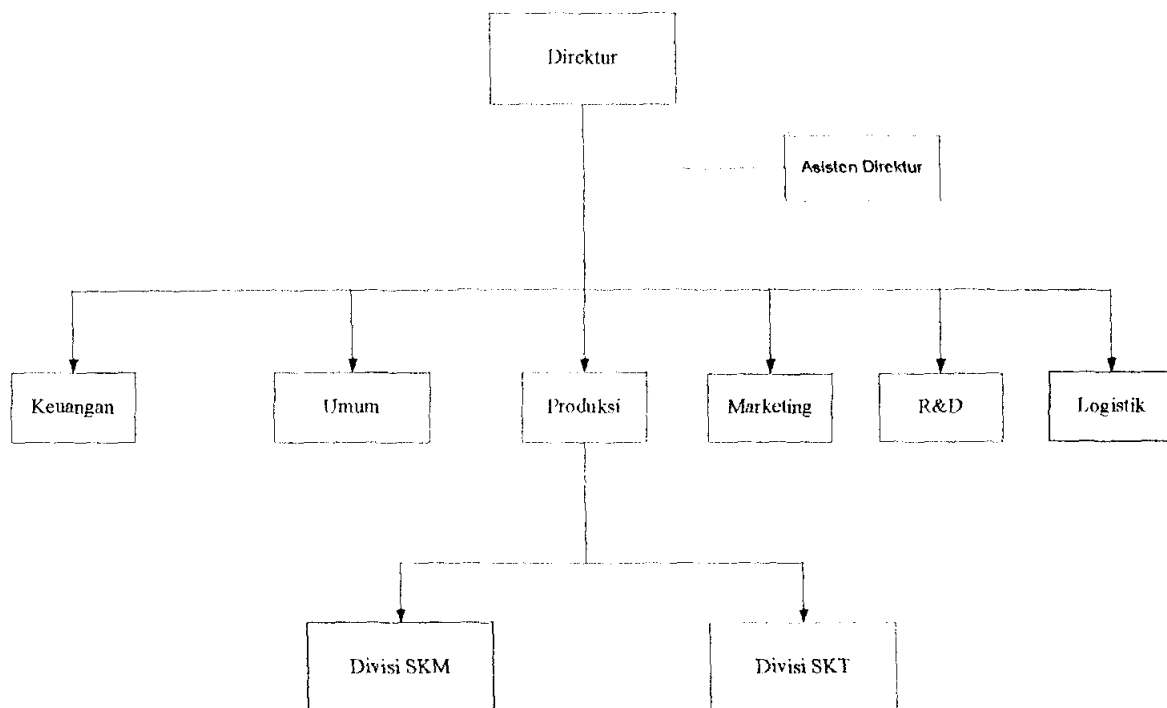 Direktur
Asisten Direktur
Keuangan
Umum
Produksi
Marketing
R&D
Logistik
Divisi SKM
Divisi SKT